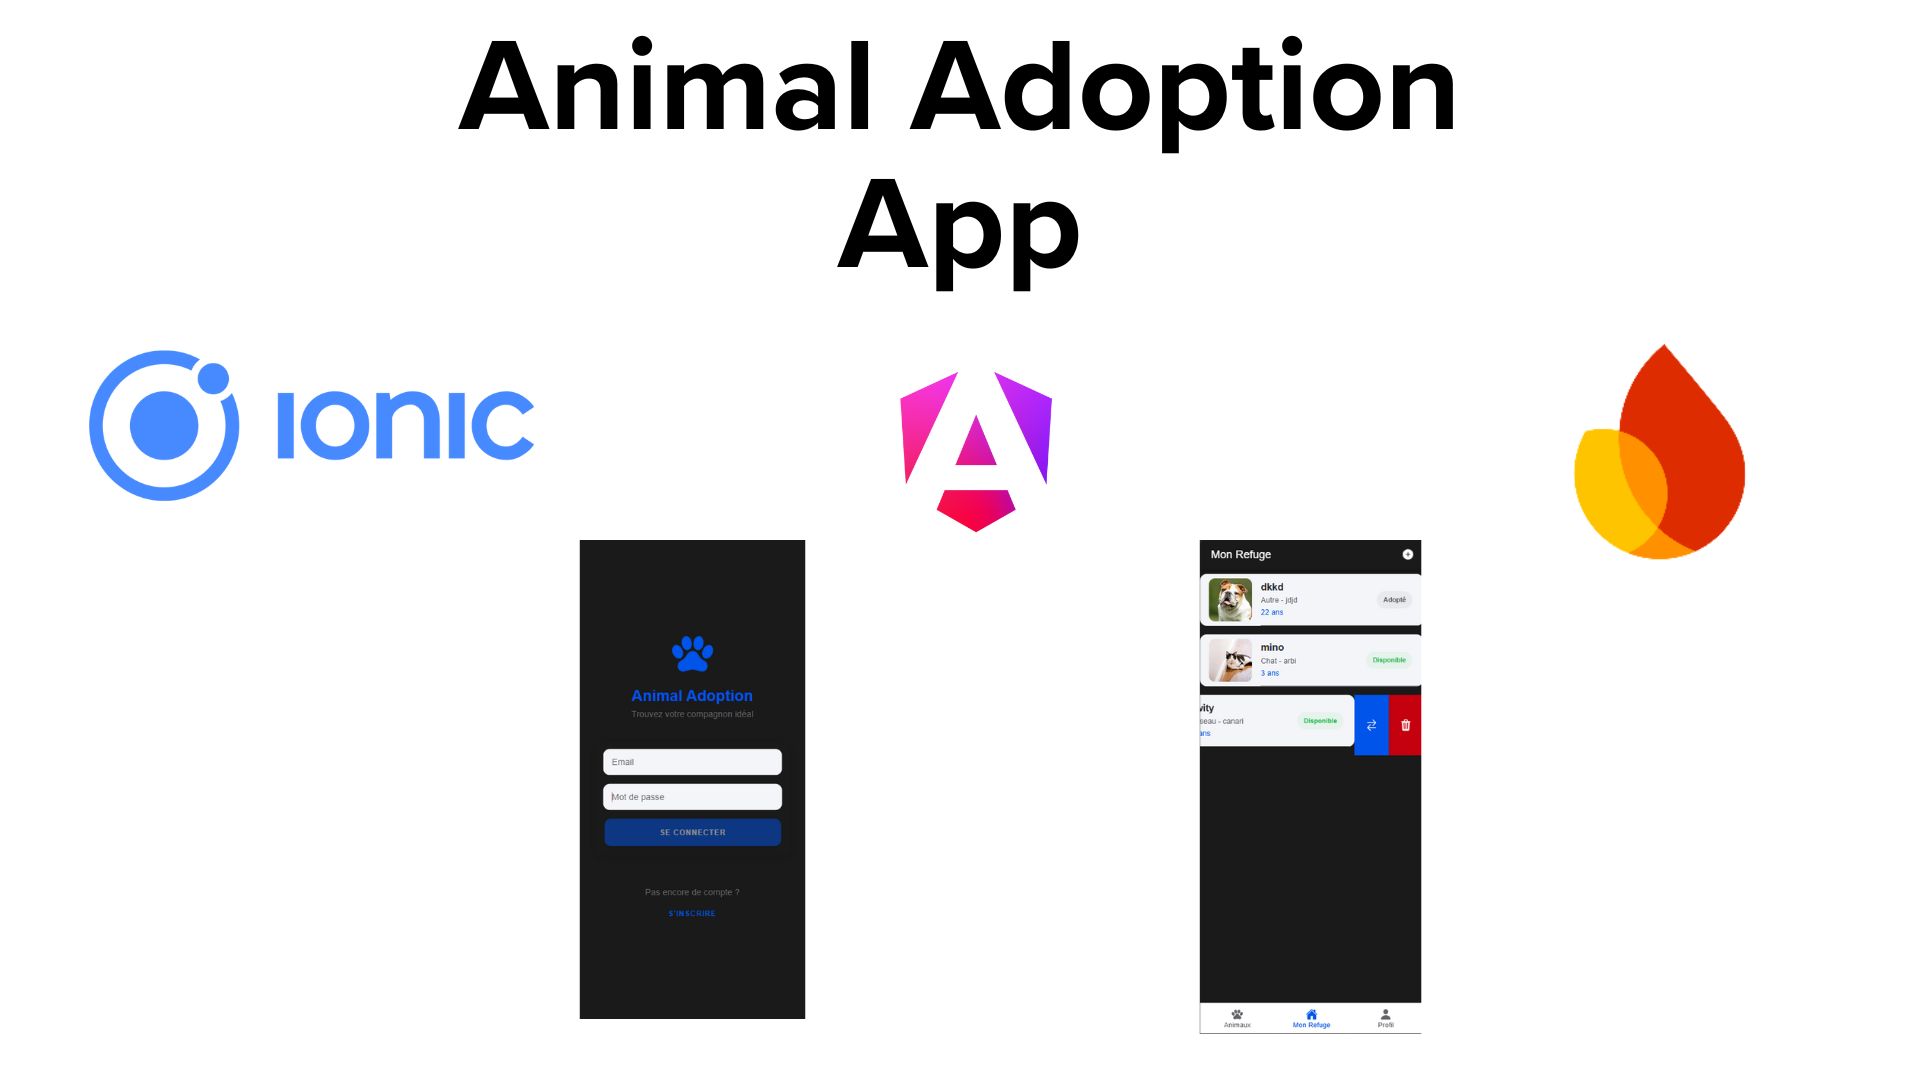 Animal Adoption
App
IONIC
Animal Adoption
Trouvez votre compagnon idéal
Email
Mot de passe
SE CONNECTER
Pas encore de compte ?
S'INSCRIRE
Mon Refuge
dkkd
Autre - jdjd
22 ans
Adopté
mino
Chat - arbi
3 ans
Disponible
vity
seau - canari
ans
Disponible
Animaux
Mon Refuge
Profil